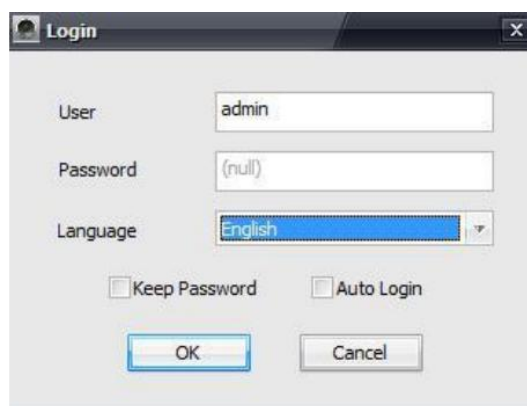 Login
User
admin
Password
(null)
Language
English
Keep Password
Auto Login
OK
Cancel